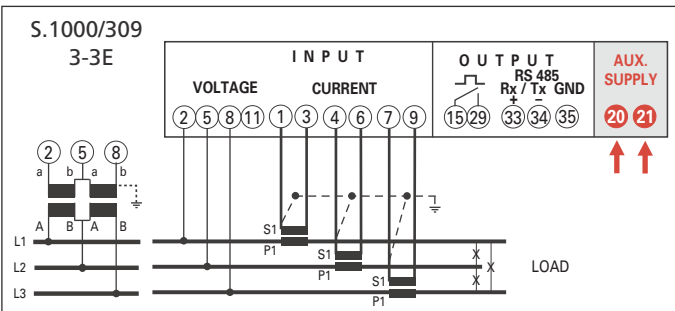 S.1000/309
3-3E
INPUT
VOLTAGE
CURRENT
2 5 8 11 1 3 4 6 7 9
OUTPUT
RS 485
Rx / Tx GND
+ −
15 29 33 34 35
AUX.
SUPPLY
20 21
2 5 8
a b a b
A B A B
L1
L2
L3
S1
P1
S1
P1
S1
P1
X
X
X
LOAD